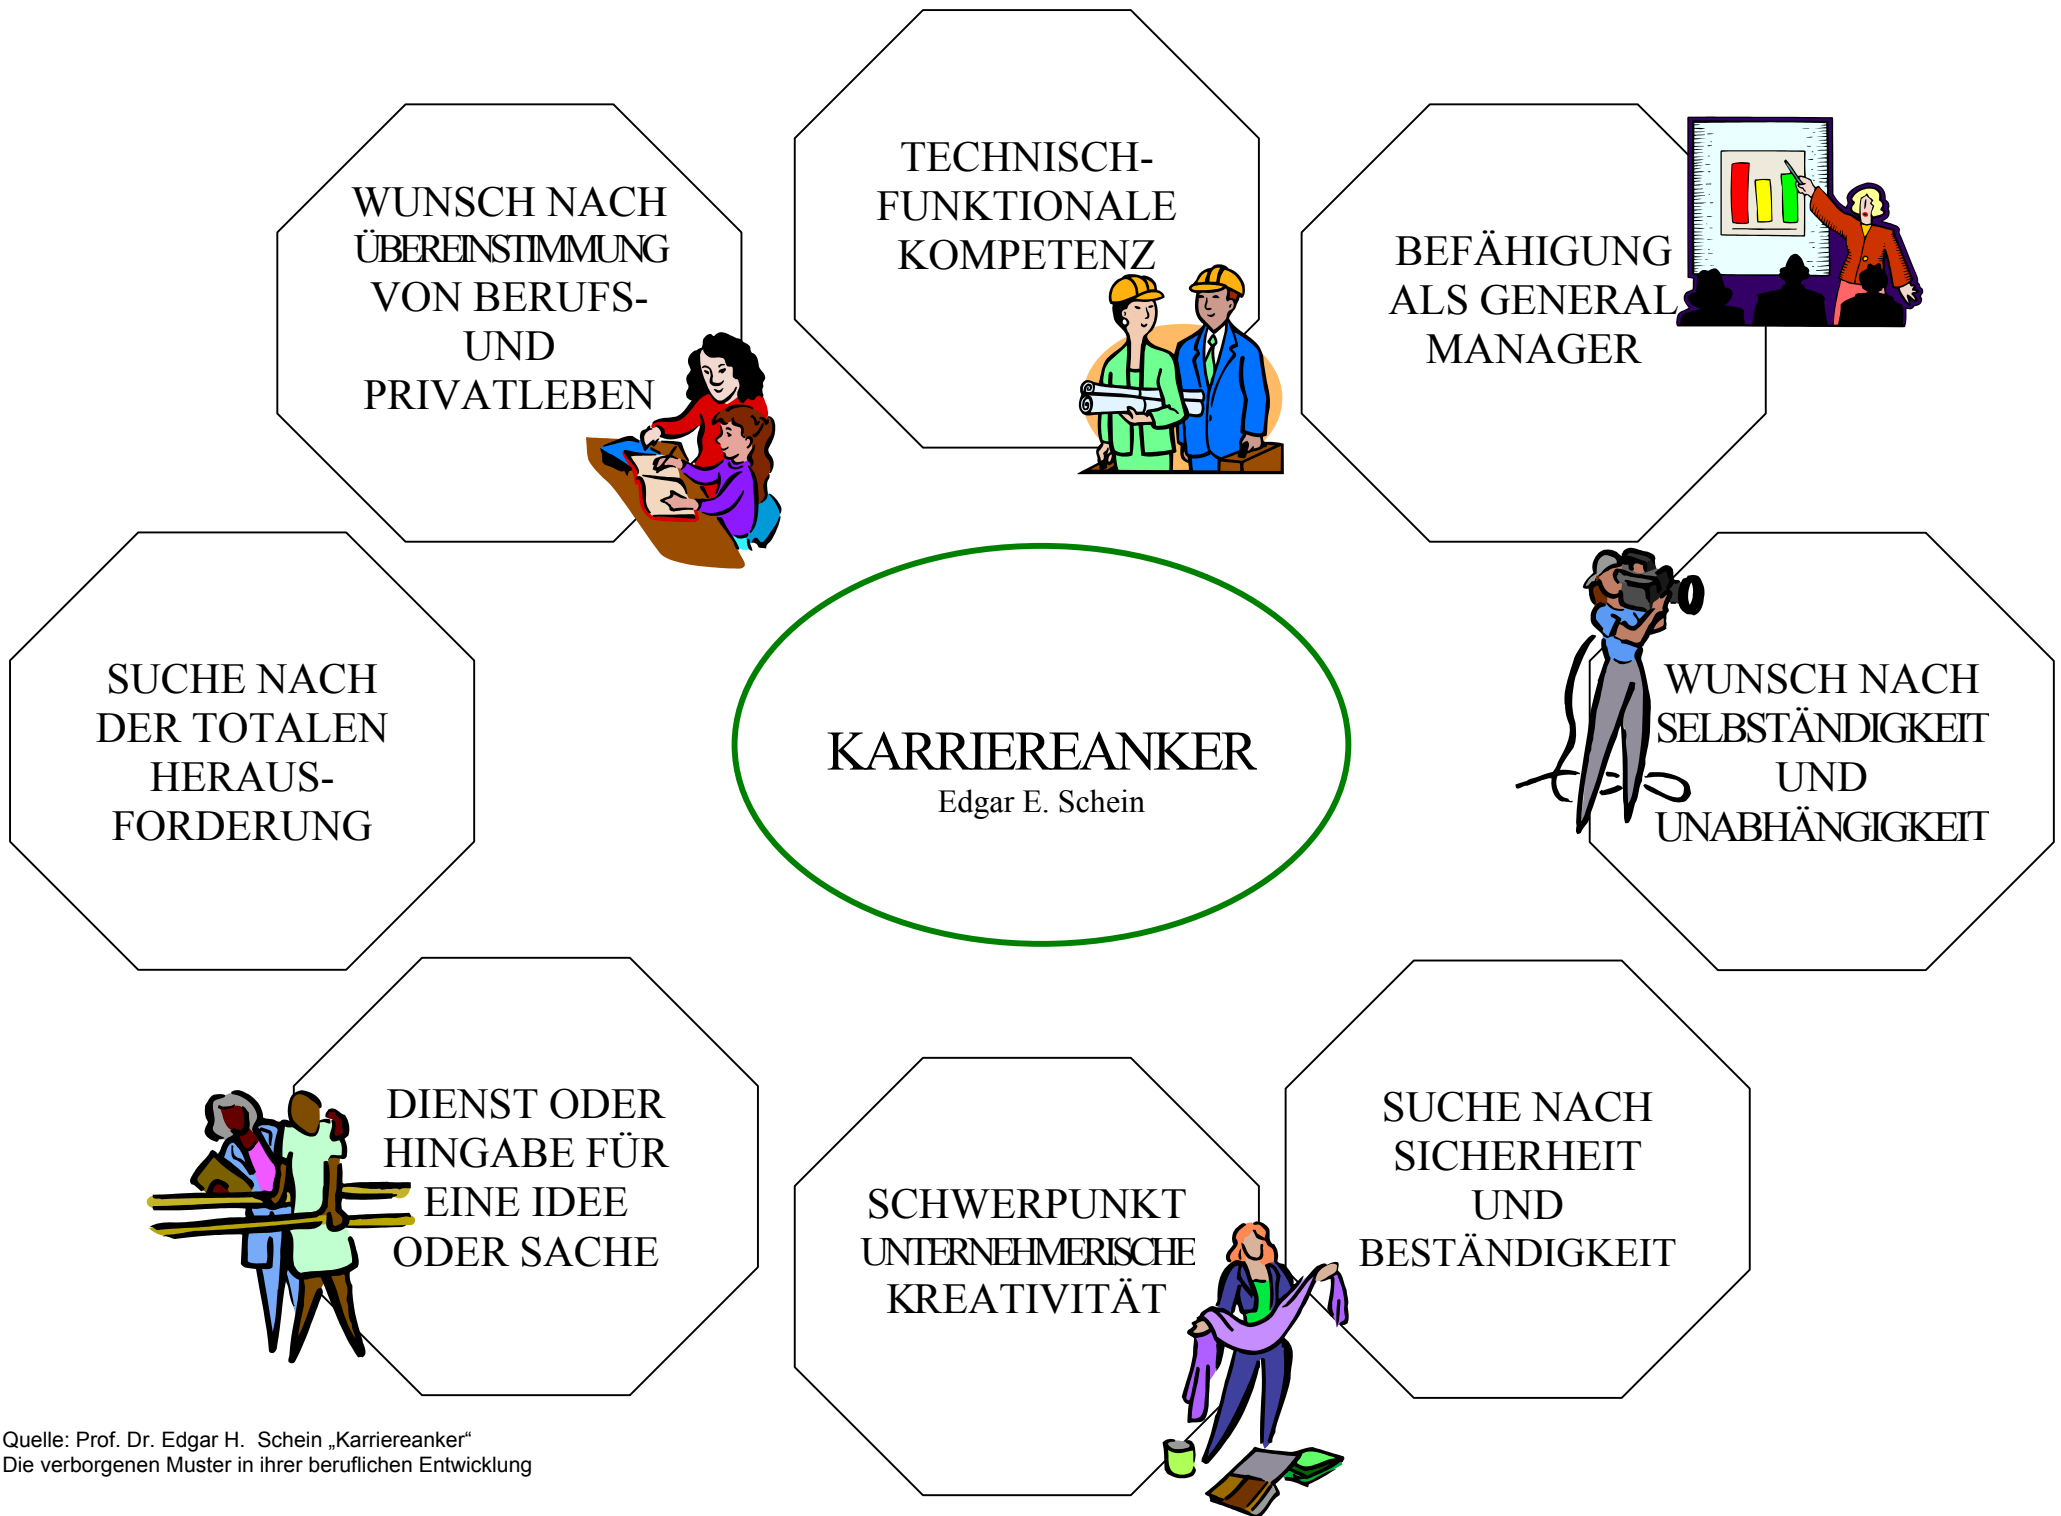 TECHNISCH-
FUNKTIONALE
KOMPETENZ
WUNSCH NACH
ÜBEREINSTIMMUNG
VON BERUFS-
UND
PRIVATLEBEN
BEFÄHIGUNG
ALS GENERAL
MANAGER
SUCHE NACH
DER TOTALEN
HERAUS-
FORDERUNG
KARRIEREANKER
Edgar E. Schein
WUNSCH NACH
SELBSTÄNDIGKEIT
UND
UNABHÄNGIGKEIT
DIENST ODER
HINGABE FÜR
EINE IDEE
ODER SACHE
SCHWERPUNKT
UNTERNEHMERISCHE
KREATIVITÄT
SUCHE NACH
SICHERHEIT
UND
BESTÄNDIGKEIT
Quelle: Prof. Dr. Edgar H. Schein „Karriereanker“
Die verborgenen Muster in ihrer beruflichen Entwicklung